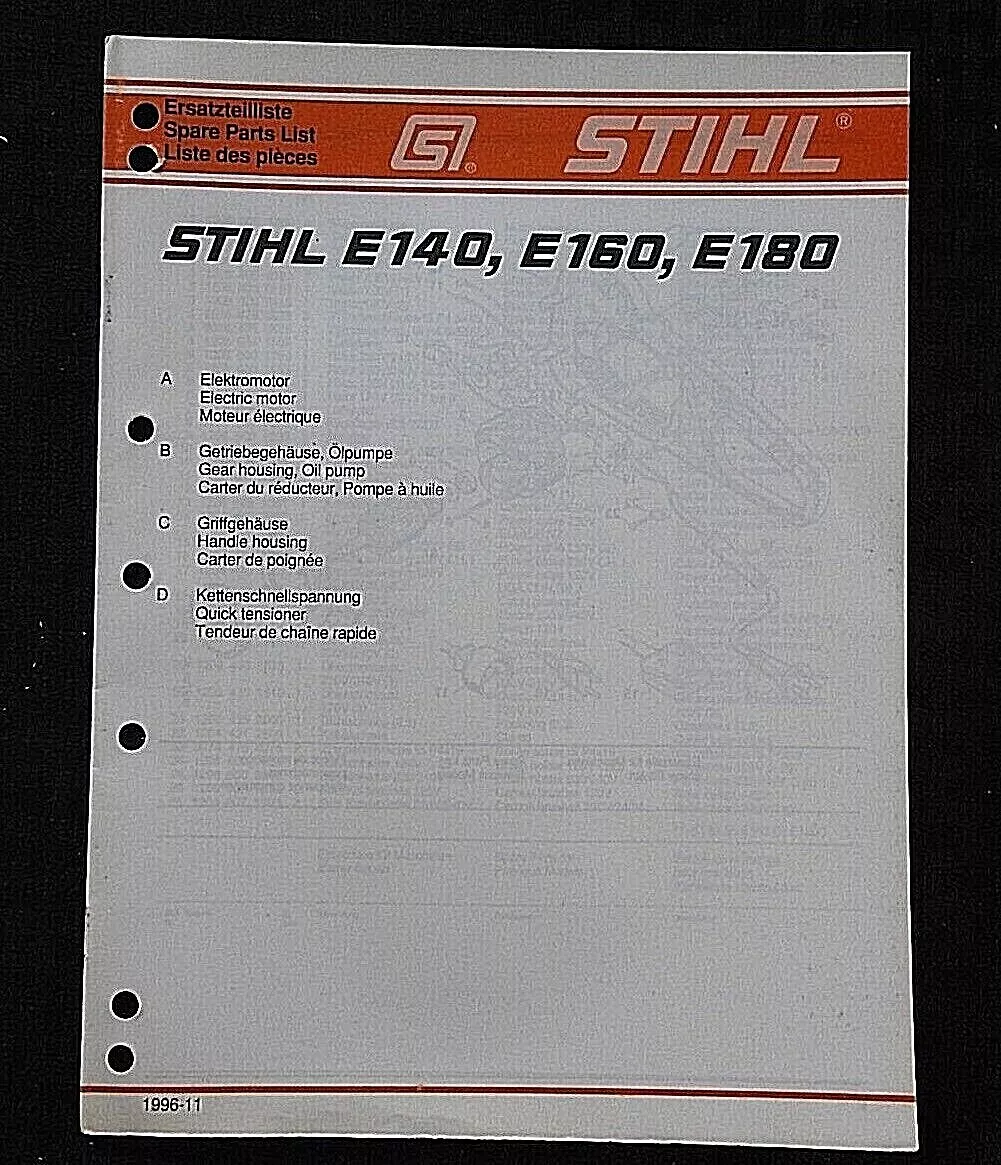 Ersatzteilliste
Spare Parts List
Liste des pièces
STIHL®
STIHL E140, E160, E180
A Elektromotor
Electric motor
Moteur électrique
B Getriebegehäuse, Ölpumpe
Gear housing, Oil pump
Carter du réducteur, Pompe à huile
C Griffgehäuse
Handle housing
Carter de poignée
D Kettenschnellspannung
Quick tensioner
Tendeur de chaîne rapide
1996-11